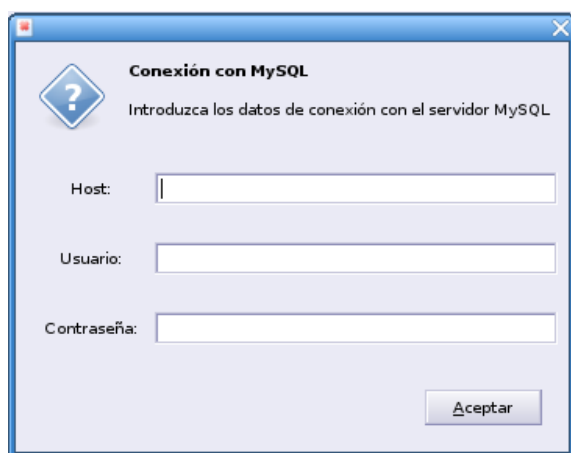 Conexión con MySQL
Introduzca los datos de conexión con el servidor MySQL
Host:
Usuario:
Contraseña:
Aceptar